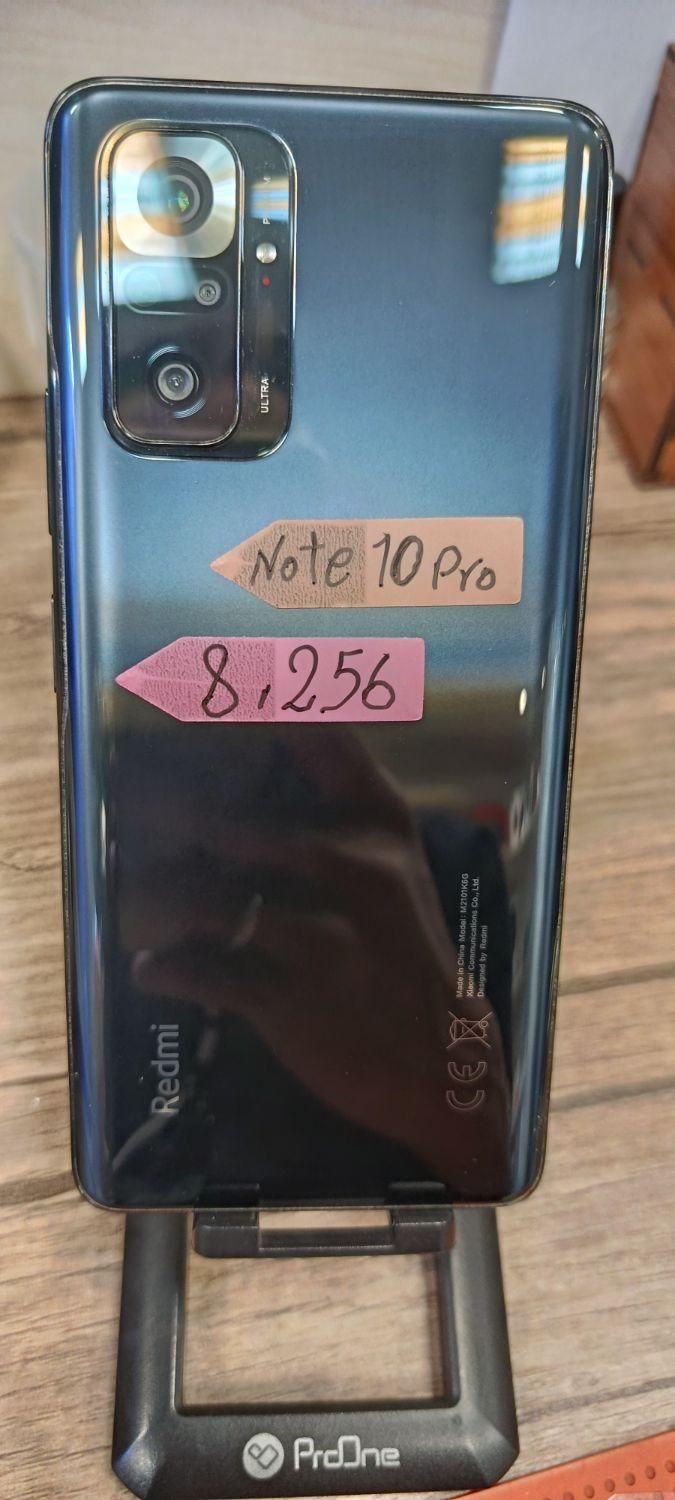 ULTRA
Note 10 Pro
8,256
Made in China Model: M2101K6G
Xiaomi Communications Co., Ltd.
Designed by Redmi
CE
Redmi
ProOne